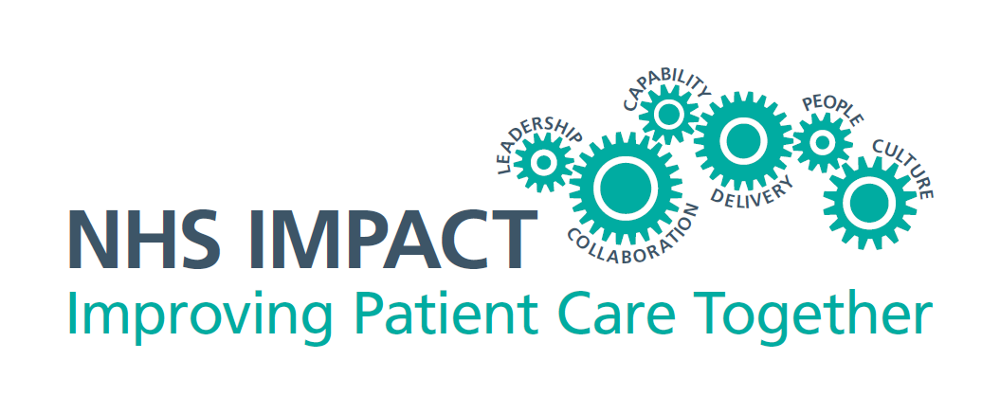 LEADERSHIP
COLLABORATION
CAPABILITY
DELIVERY
PEOPLE
CULTURE
NHS IMPACT
Improving Patient Care Together